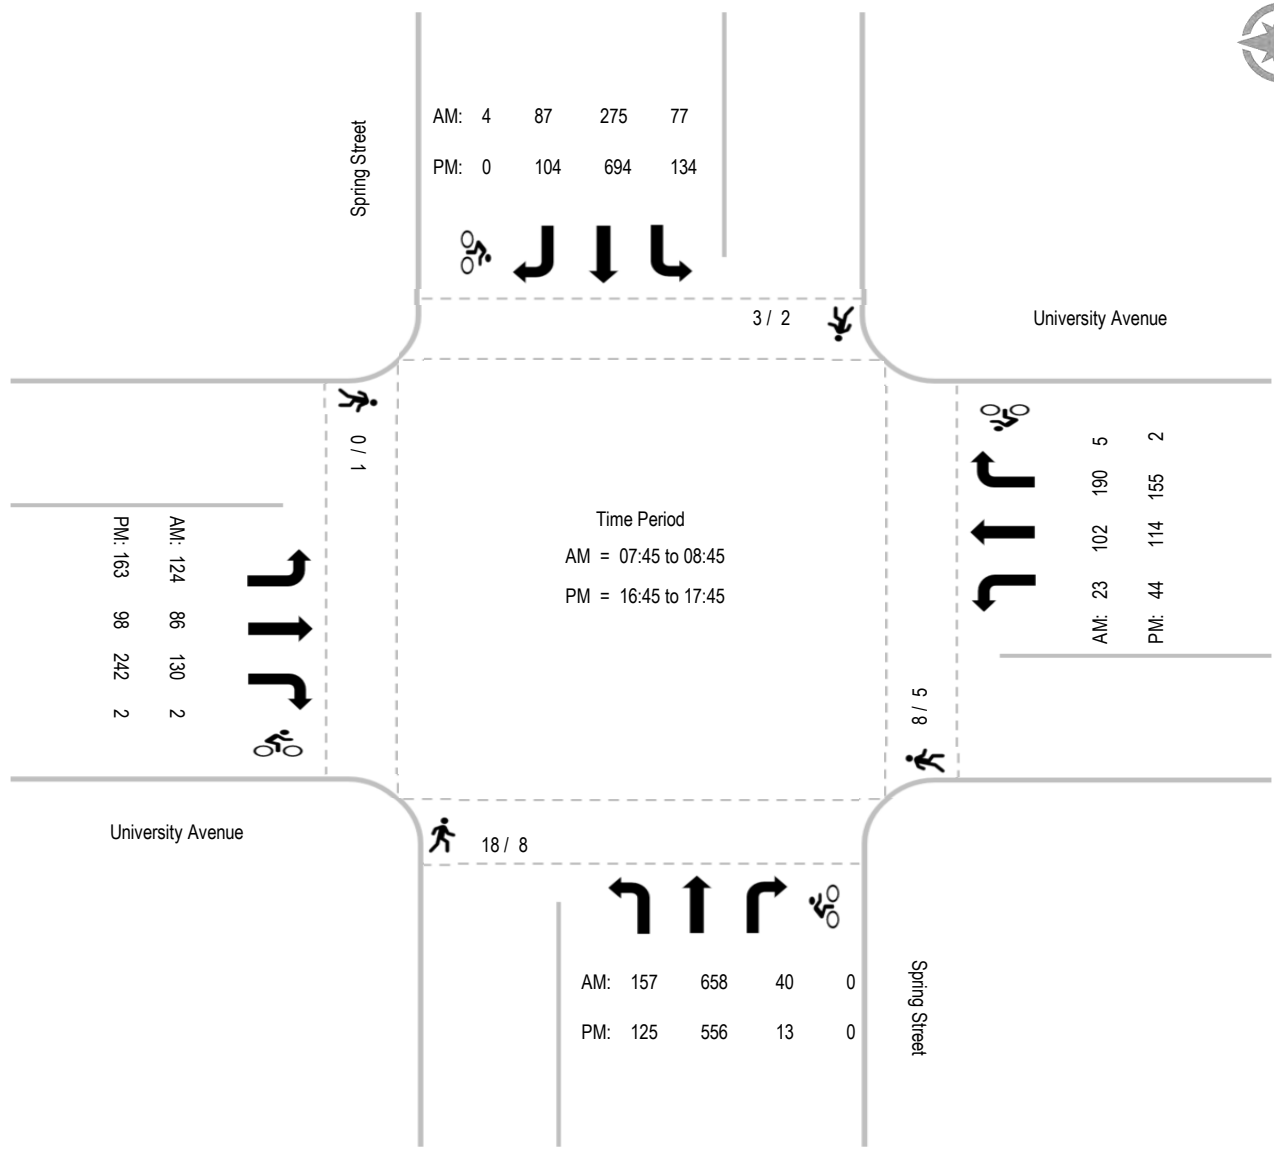 Spring Street
AM: 4 87 275 77
PM: 0 104 694 134
3 / 2
University Avenue
0 / 1
AM: 124 86 130 2
PM: 163 98 242 2
Time Period
AM = 07:45 to 08:45
PM = 16:45 to 17:45
AM: 23 102 190 5
PM: 44 114 155 2
8 / 5
University Avenue
18 / 8
AM: 157 658 40 0
PM: 125 556 13 0
Spring Street